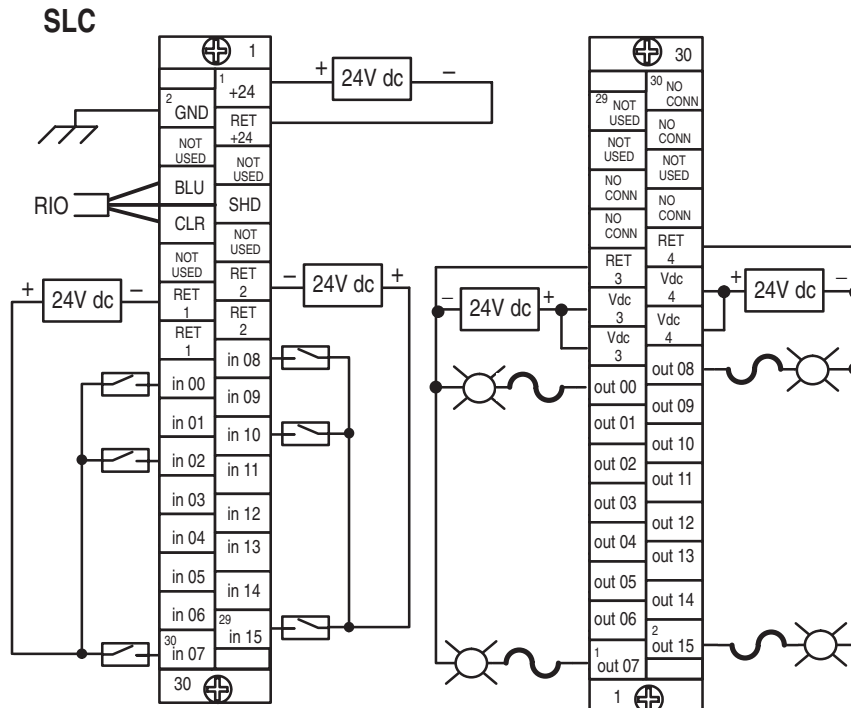 SLC
1
2
GND
NOT
USED
BLU
CLR
NOT
USED
RET
1
RET
1
in 00
in 01
in 02
in 03
in 04
in 05
in 06
30
in 07
30
1
+24
RET
+24
NOT
USED
SHD
NOT
USED
RET
2
RET
2
in 08
in 09
in 10
in 11
in 12
in 13
in 14
29
in 15
+ 24V dc –
RIO
+ 24V dc –
– 24V dc +
30
29 NOT
USED
NOT
USED
NO
CONN
NO
CONN
RET
3
Vdc
3
Vdc
3
out 00
out 01
out 02
out 03
out 04
out 05
out 06
1
out 07
1
30 NO
CONN
NO
CONN
NOT
USED
NO
CONN
RET
4
Vdc
4
Vdc
4
out 08
out 09
out 10
out 11
out 12
out 13
out 14
2
out 15
– 24V dc +
+ 24V dc –